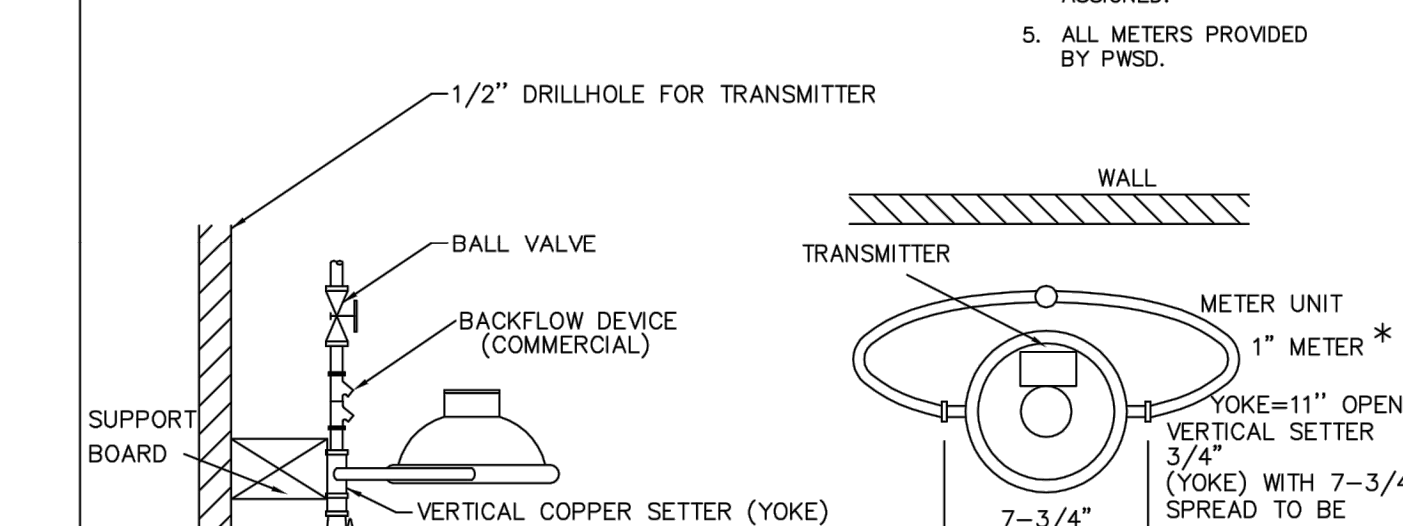 ASSIGNED.
5. ALL METERS PROVIDED
BY PWSD.
1/2" DRILLHOLE FOR TRANSMITTER
WALL
BALL VALVE
TRANSMITTER
BACKFLOW DEVICE
(COMMERCIAL)
METER UNIT
1" METER *
SUPPORT
BOARD
YOKE=11" OPEN
VERTICAL SETTER
3/4"
(YOKE) WITH 7-3/4
SPREAD TO BE
VERTICAL COPPER SETTER (YOKE)
7-3/4"